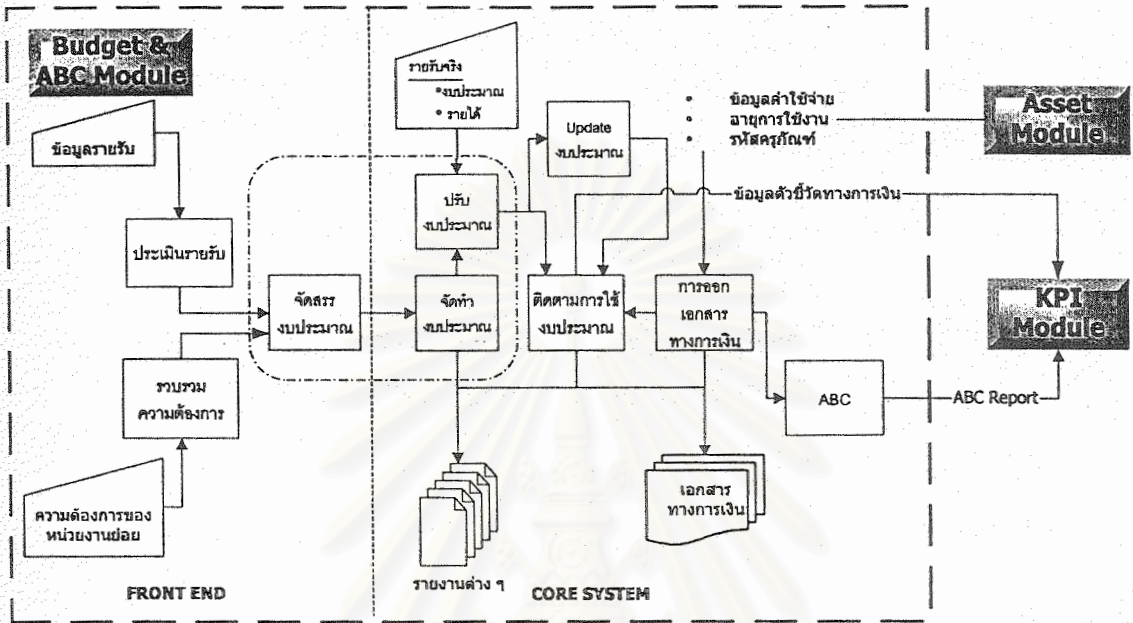 Budget &
ABC Module
ข้อมูลรายรับ
ประเมินรายรับ
รวบรวม
ความต้องการ
ความต้องการของ
หน่วยงานย่อย
จัดสรร
งบประมาณ
FRONT END
รายรับจริง
•งบประมาณ
• รายได้
ปรับ
งบประมาณ
จัดทำ
งบประมาณ
Update
งบประมาณ
ติดตามการใช้
งบประมาณ
• ข้อมูลค่าใช้จ่าย
• อายุการใช้งาน
• รหัสครุภัณฑ์
ข้อมูลตัวชี้วัดทางการเงิน
การออก
เอกสาร
ทางการเงิน
ABC
ABC Report
เอกสาร
ทางการเงิน
รายงานต่าง ๆ
CORE SYSTEM
Asset
Module
KPI
Module